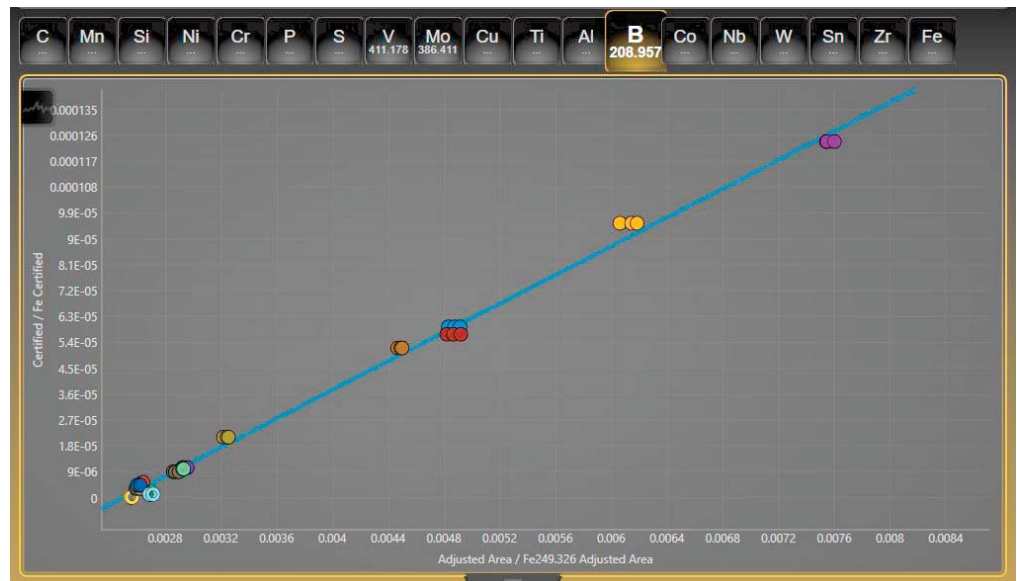 C Mn Si Ni Cr P S V Mo Cu Ti Al B Co Nb W Sn Zr Fe
... ... ... ... ... ... ... 411.178 386.411 ... ... ... 208.957 ... ... ... ... ... ...
0.000135
0.000126
0.000117
0.000108
9.9E-05
9E-05
8.1E-05
7.2E-05
6.3E-05
5.4E-05
4.5E-05
3.6E-05
2.7E-05
1.8E-05
9E-06
0
Certified / Fe Certified
0.0028 0.0032 0.0036 0.004 0.0044 0.0048 0.0052 0.0056 0.006 0.0064 0.0068 0.0072 0.0076 0.008 0.0084
Adjusted Area / Fe249.326 Adjusted Area